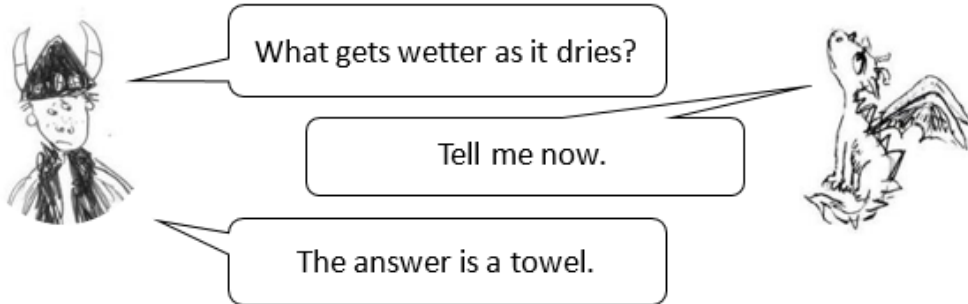 What gets wetter as it dries?
Tell me now.
The answer is a towel.